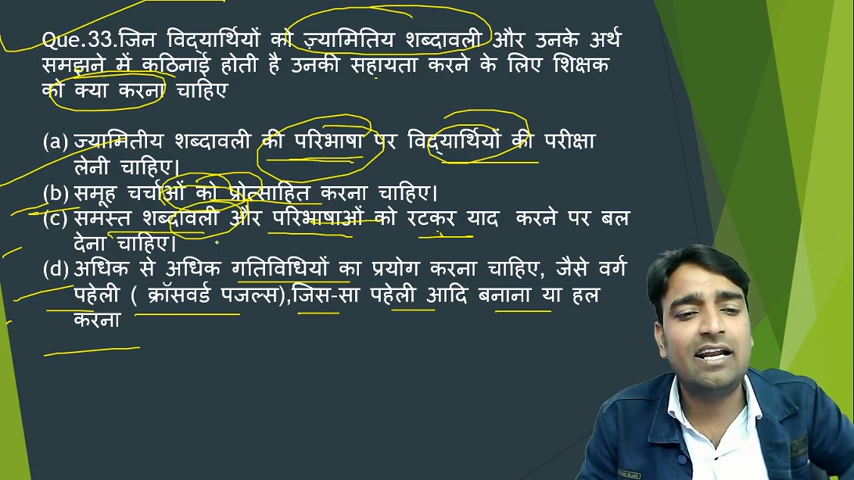 Que.33.जिन विद्यार्थियों को ज़्यामितिय शब्दावली और उनके अर्थ
समझने में कठिनाई होती है उनकी सहायता करने के लिए शिक्षक
को क्या करना चाहिए
(a) ज्यामितीय शब्दावली की परिभाषा पर विद्यार्थियों की परीक्षा
लेनी चाहिए।
(b) समूह चर्चाओं को प्रोत्साहित करना चाहिए।
(c) समस्त शब्दावली और परिभाषाओं को रटकर याद करने पर बल
देना चाहिए।
(d) अधिक से अधिक गतिविधियों का प्रयोग करना चाहिए, जैसे वर्ग
पहेली ( क्रॉसवर्ड पजल्स),जिस-सा पहेली आदि बनाना या हल
करना